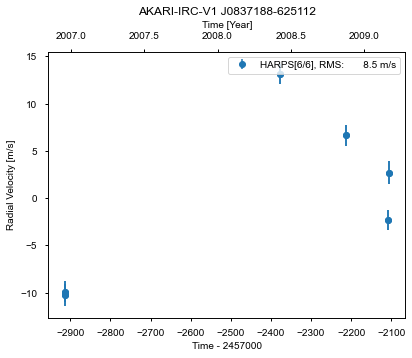 AKARI-IRC-V1 J0837188-625112
Time [Year]
2007.0 2007.5 2008.0 2008.5 2009.0
HARPS[6/6], RMS: 8.5 m/s
15
10
5
0
−5
−10
Radial Velocity [m/s]
−2900 −2800 −2700 −2600 −2500 −2400 −2300 −2200 −2100
Time - 2457000